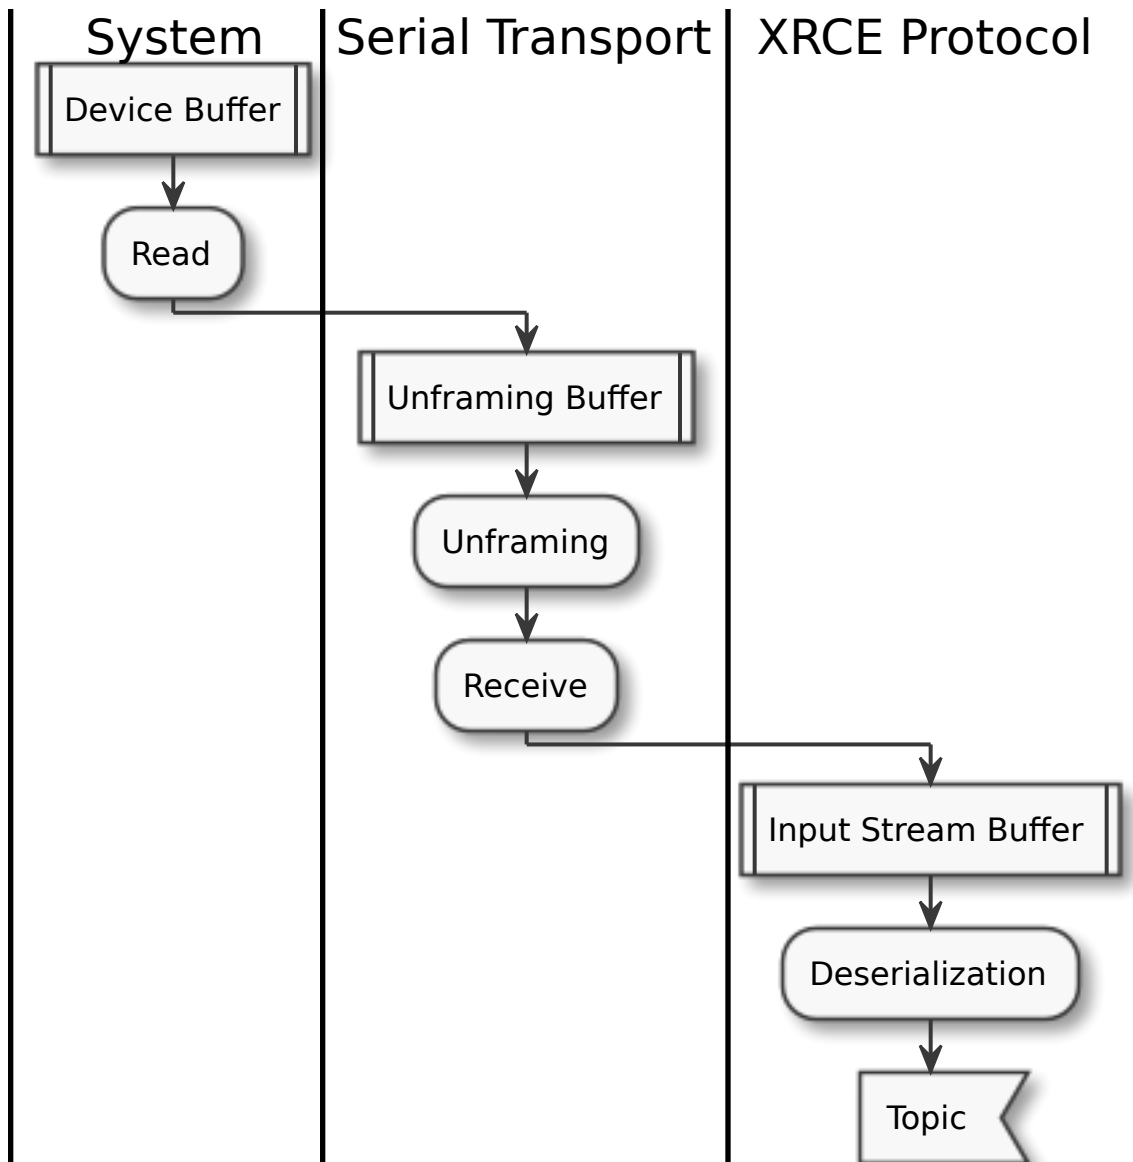 System
Serial Transport
XRCE Protocol
Device Buffer
Read
Unframing Buffer
Unframing
Receive
Input Stream Buffer
Deserialization
Topic